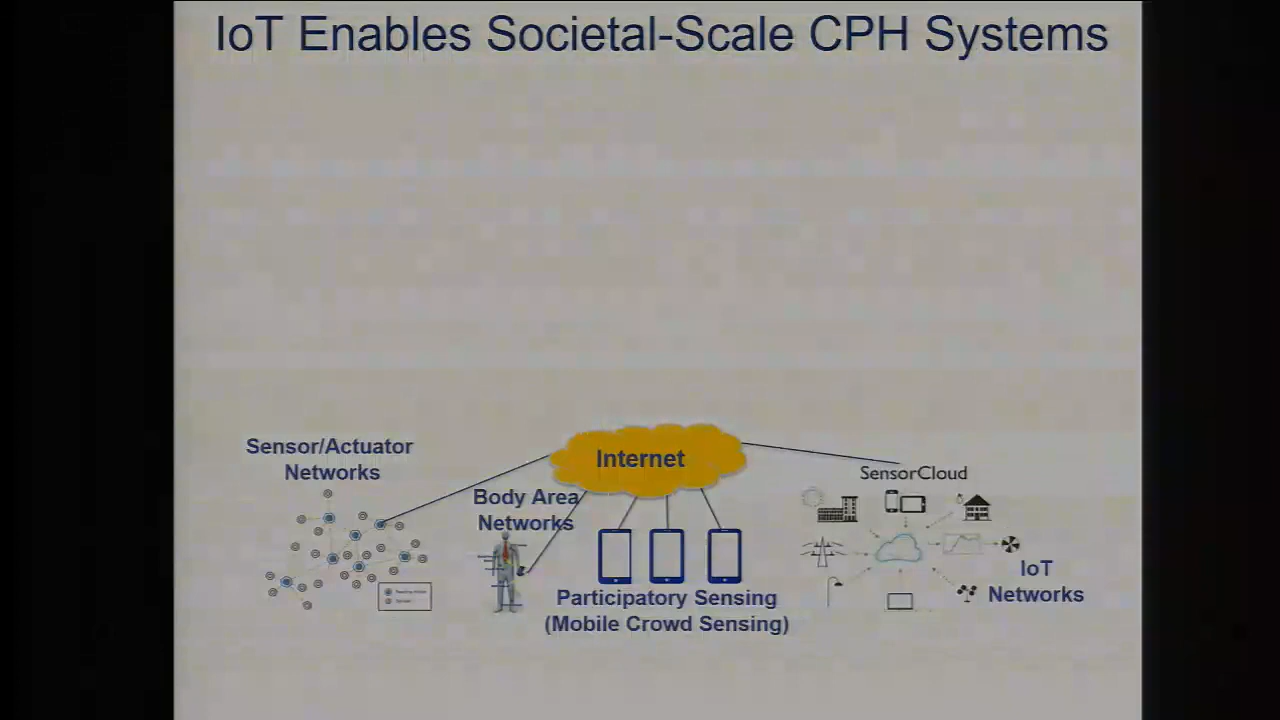 IoT Enables Societal-Scale CPH Systems
Sensor/Actuator
Networks
Internet
SensorCloud
Body Area
Networks
IoT
Networks
Participatory Sensing
(Mobile Crowd Sensing)